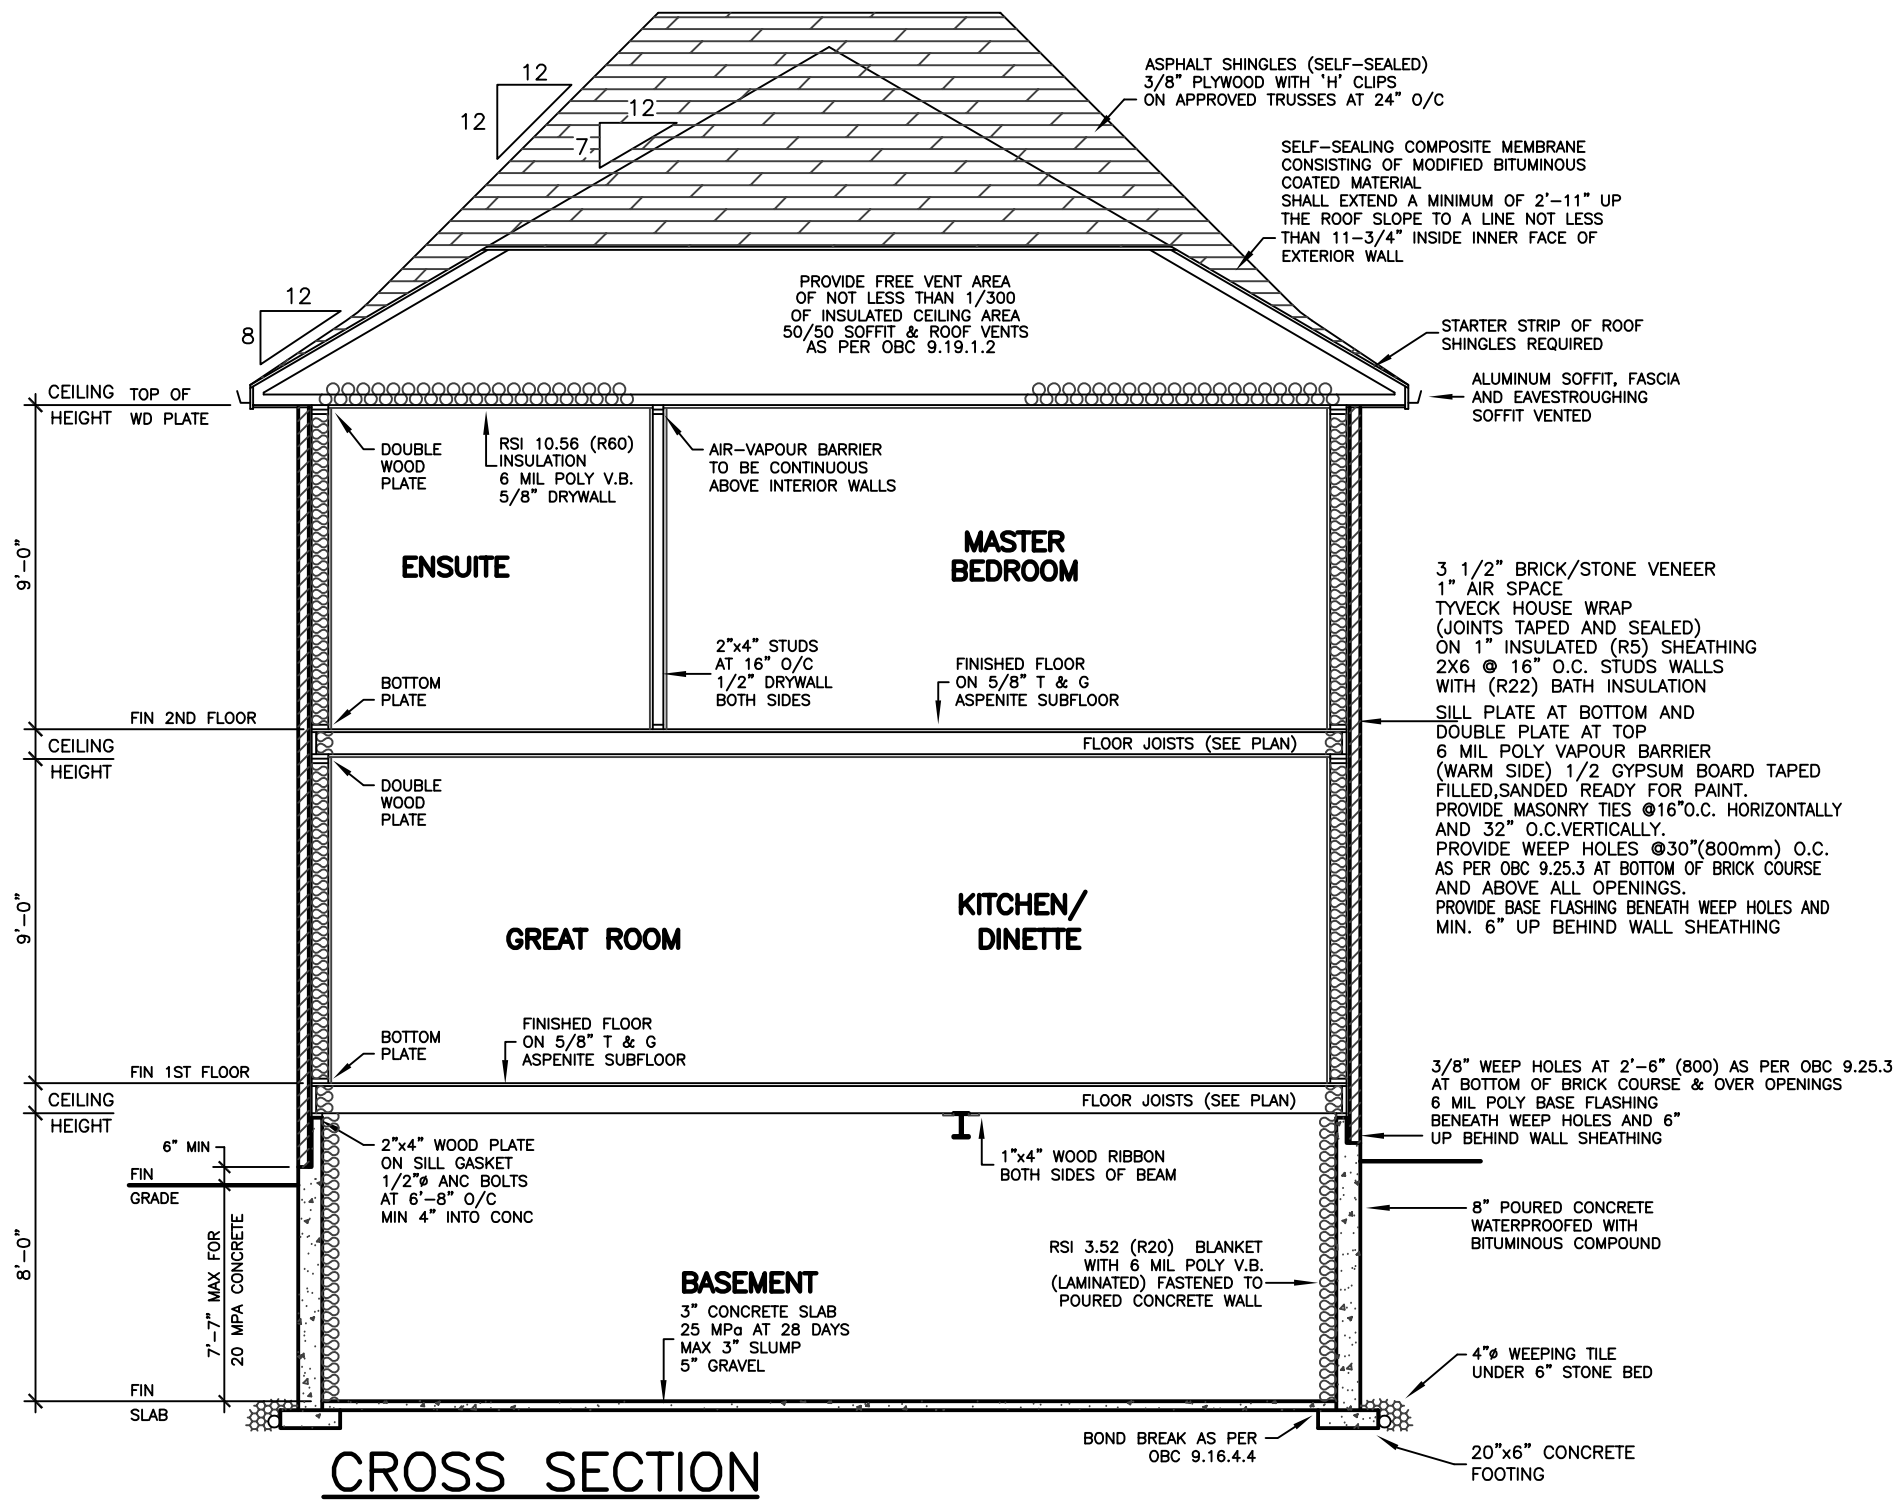 12
12
12
7
12
8
ASPHALT SHINGLES (SELF-SEALED)
3/8" PLYWOOD WITH 'H' CLIPS
ON APPROVED TRUSSES AT 24" O/C
SELF-SEALING COMPOSITE MEMBRANE
CONSISTING OF MODIFIED BITUMINOUS
COATED MATERIAL
SHALL EXTEND A MINIMUM OF 2'-11" UP
THE ROOF SLOPE TO A LINE NOT LESS
THAN 11-3/4" INSIDE INNER FACE OF
EXTERIOR WALL
PROVIDE FREE VENT AREA
OF NOT LESS THAN 1/300
OF INSULATED CEILING AREA
50/50 SOFFIT & ROOF VENTS
AS PER OBC 9.19.1.2
STARTER STRIP OF ROOF
SHINGLES REQUIRED
ALUMINUM SOFFIT, FASCIA
AND EAVESTROUGHING
SOFFIT VENTED
CEILING
HEIGHT
TOP OF
WD PLATE
DOUBLE
WOOD
PLATE
RSI 10.56 (R60)
INSULATION
6 MIL POLY V.B.
5/8" DRYWALL
AIR-VAPOUR BARRIER
TO BE CONTINUOUS
ABOVE INTERIOR WALLS
9'-0"
ENSUITE
MASTER
BEDROOM
2"x4" STUDS
AT 16" O/C
1/2" DRYWALL
BOTH SIDES
FINISHED FLOOR
ON 5/8" T & G
ASPENITE SUBFLOOR
BOTTOM
PLATE
FIN 2ND FLOOR
CEILING
HEIGHT
FLOOR JOISTS (SEE PLAN)
3 1/2" BRICK/STONE VENEER
1" AIR SPACE
TYVECK HOUSE WRAP
(JOINTS TAPED AND SEALED)
ON 1" INSULATED (R5) SHEATHING
2X6 @ 16" O.C. STUDS WALLS
WITH (R22) BATH INSULATION
SILL PLATE AT BOTTOM AND
DOUBLE PLATE AT TOP
6 MIL POLY VAPOUR BARRIER
(WARM SIDE) 1/2 GYPSUM BOARD TAPED
FILLED,SANDED READY FOR PAINT.
PROVIDE MASONRY TIES @16"O.C. HORIZONTALLY
AND 32" O.C.VERTICALLY.
PROVIDE WEEP HOLES @30"(800mm) O.C.
AS PER OBC 9.25.3 AT BOTTOM OF BRICK COURSE
AND ABOVE ALL OPENINGS.
PROVIDE BASE FLASHING BENEATH WEEP HOLES AND
MIN. 6" UP BEHIND WALL SHEATHING
DOUBLE
WOOD
PLATE
9'-0"
GREAT ROOM
KITCHEN/
DINETTE
BOTTOM
PLATE
FINISHED FLOOR
ON 5/8" T & G
ASPENITE SUBFLOOR
FIN 1ST FLOOR
CEILING
HEIGHT
FLOOR JOISTS (SEE PLAN)
3/8" WEEP HOLES AT 2'-6" (800) AS PER OBC 9.25.3
AT BOTTOM OF BRICK COURSE & OVER OPENINGS
6 MIL POLY BASE FLASHING
BENEATH WEEP HOLES AND 6"
UP BEHIND WALL SHEATHING
6" MIN
FIN
GRADE
2"x4" WOOD PLATE
ON SILL GASKET
1/2"ø ANC BOLTS
AT 6'-8" O/C
MIN 4" INTO CONC
1"x4" WOOD RIBBON
BOTH SIDES OF BEAM
8" POURED CONCRETE
WATERPROOFED WITH
BITUMINOUS COMPOUND
8'-0"
7'-7" MAX FOR
20 MPA CONCRETE
RSI 3.52 (R20) BLANKET
WITH 6 MIL POLY V.B.
(LAMINATED) FASTENED TO
POURED CONCRETE WALL
BASEMENT
3" CONCRETE SLAB
25 MPa AT 28 DAYS
MAX 3" SLUMP
5" GRAVEL
4"ø WEEPING TILE
UNDER 6" STONE BED
FIN
SLAB
BOND BREAK AS PER
OBC 9.16.4.4
20"x6" CONCRETE
FOOTING
CROSS SECTION